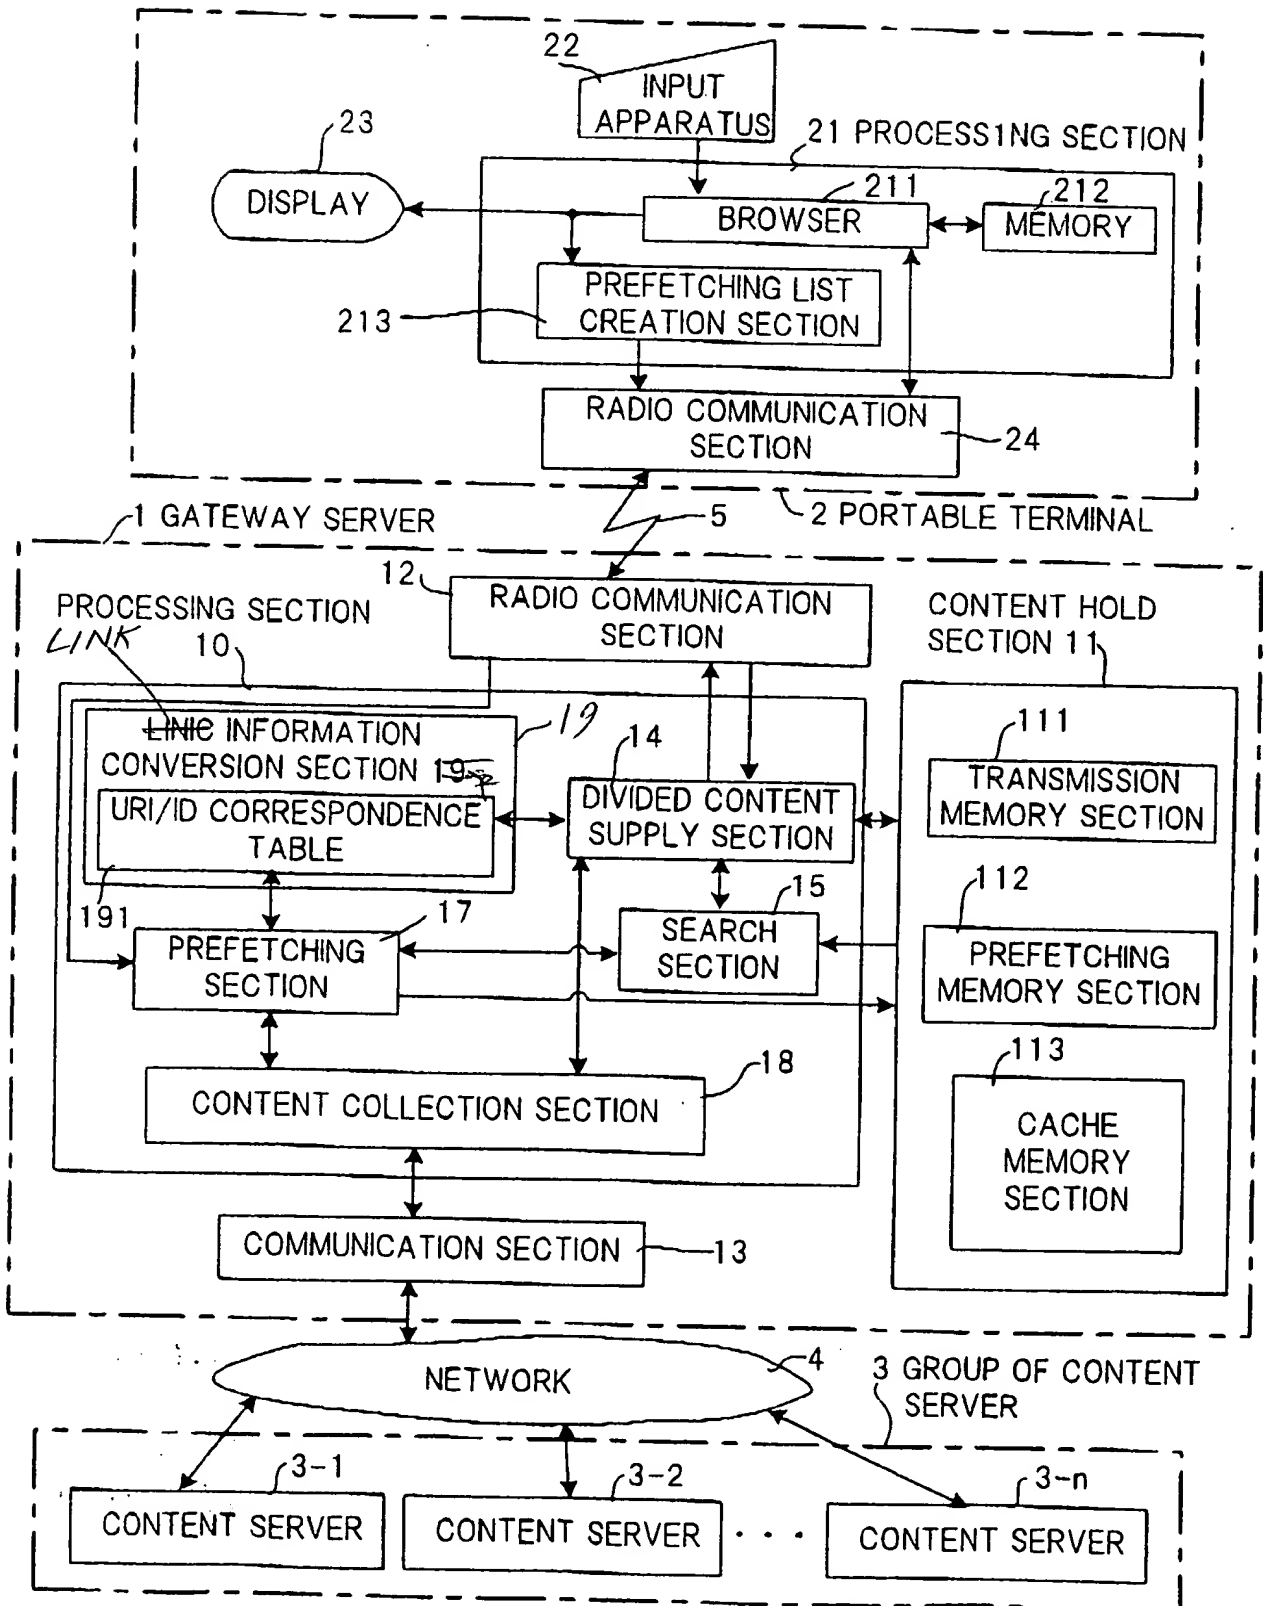 22
INPUT
APPARATUS
23
DISPLAY
21 PROCESS1NG SECTION
211
BROWSER
212
MEMORY
PREFETCHING LIST
CREATION SECTION
213
RADIO COMMUNICATION
SECTION
24
5
2 PORTABLE TERMINAL
1 GATEWAY SERVER
12
RADIO COMMUNICATION
SECTION
PROCESSING SECTION
LINK
10
CONTENT HOLD
SECTION 11
LINIC INFORMATION
CONVERSION SECTION 19
19
URI/ID CORRESPONDENCE
TABLE
191
14
DIVIDED CONTENT
SUPPLY SECTION
111
TRANSMISSION
MEMORY SECTION
15
SEARCH
SECTION
112
PREFETCHING
MEMORY SECTION
17
PREFETCHING
SECTION
113
CACHE
MEMORY
SECTION
18
CONTENT COLLECTION SECTION
COMMUNICATION SECTION
13
NETWORK
4
3 GROUP OF CONTENT
SERVER
3-1
CONTENT SERVER
3-2
CONTENT SERVER
. . .
3-n
CONTENT SERVER